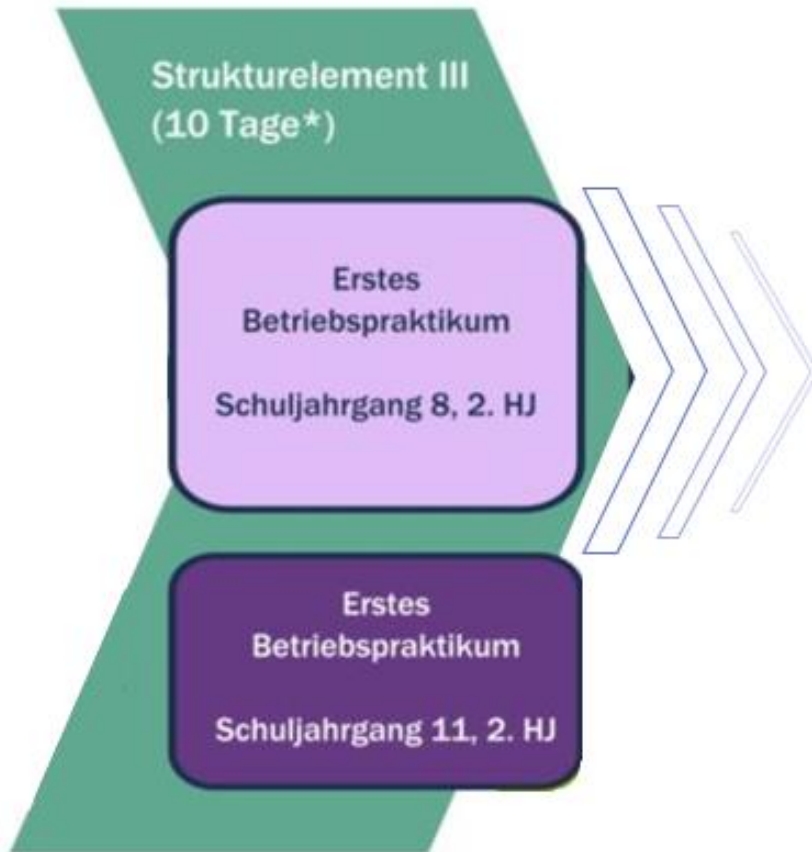 Strukturelement III
(10 Tage*)
Erstes
Betriebspraktikum
Schuljahrgang 8, 2. HJ
Erstes
Betriebspraktikum
Schuljahrgang 11, 2. HJ